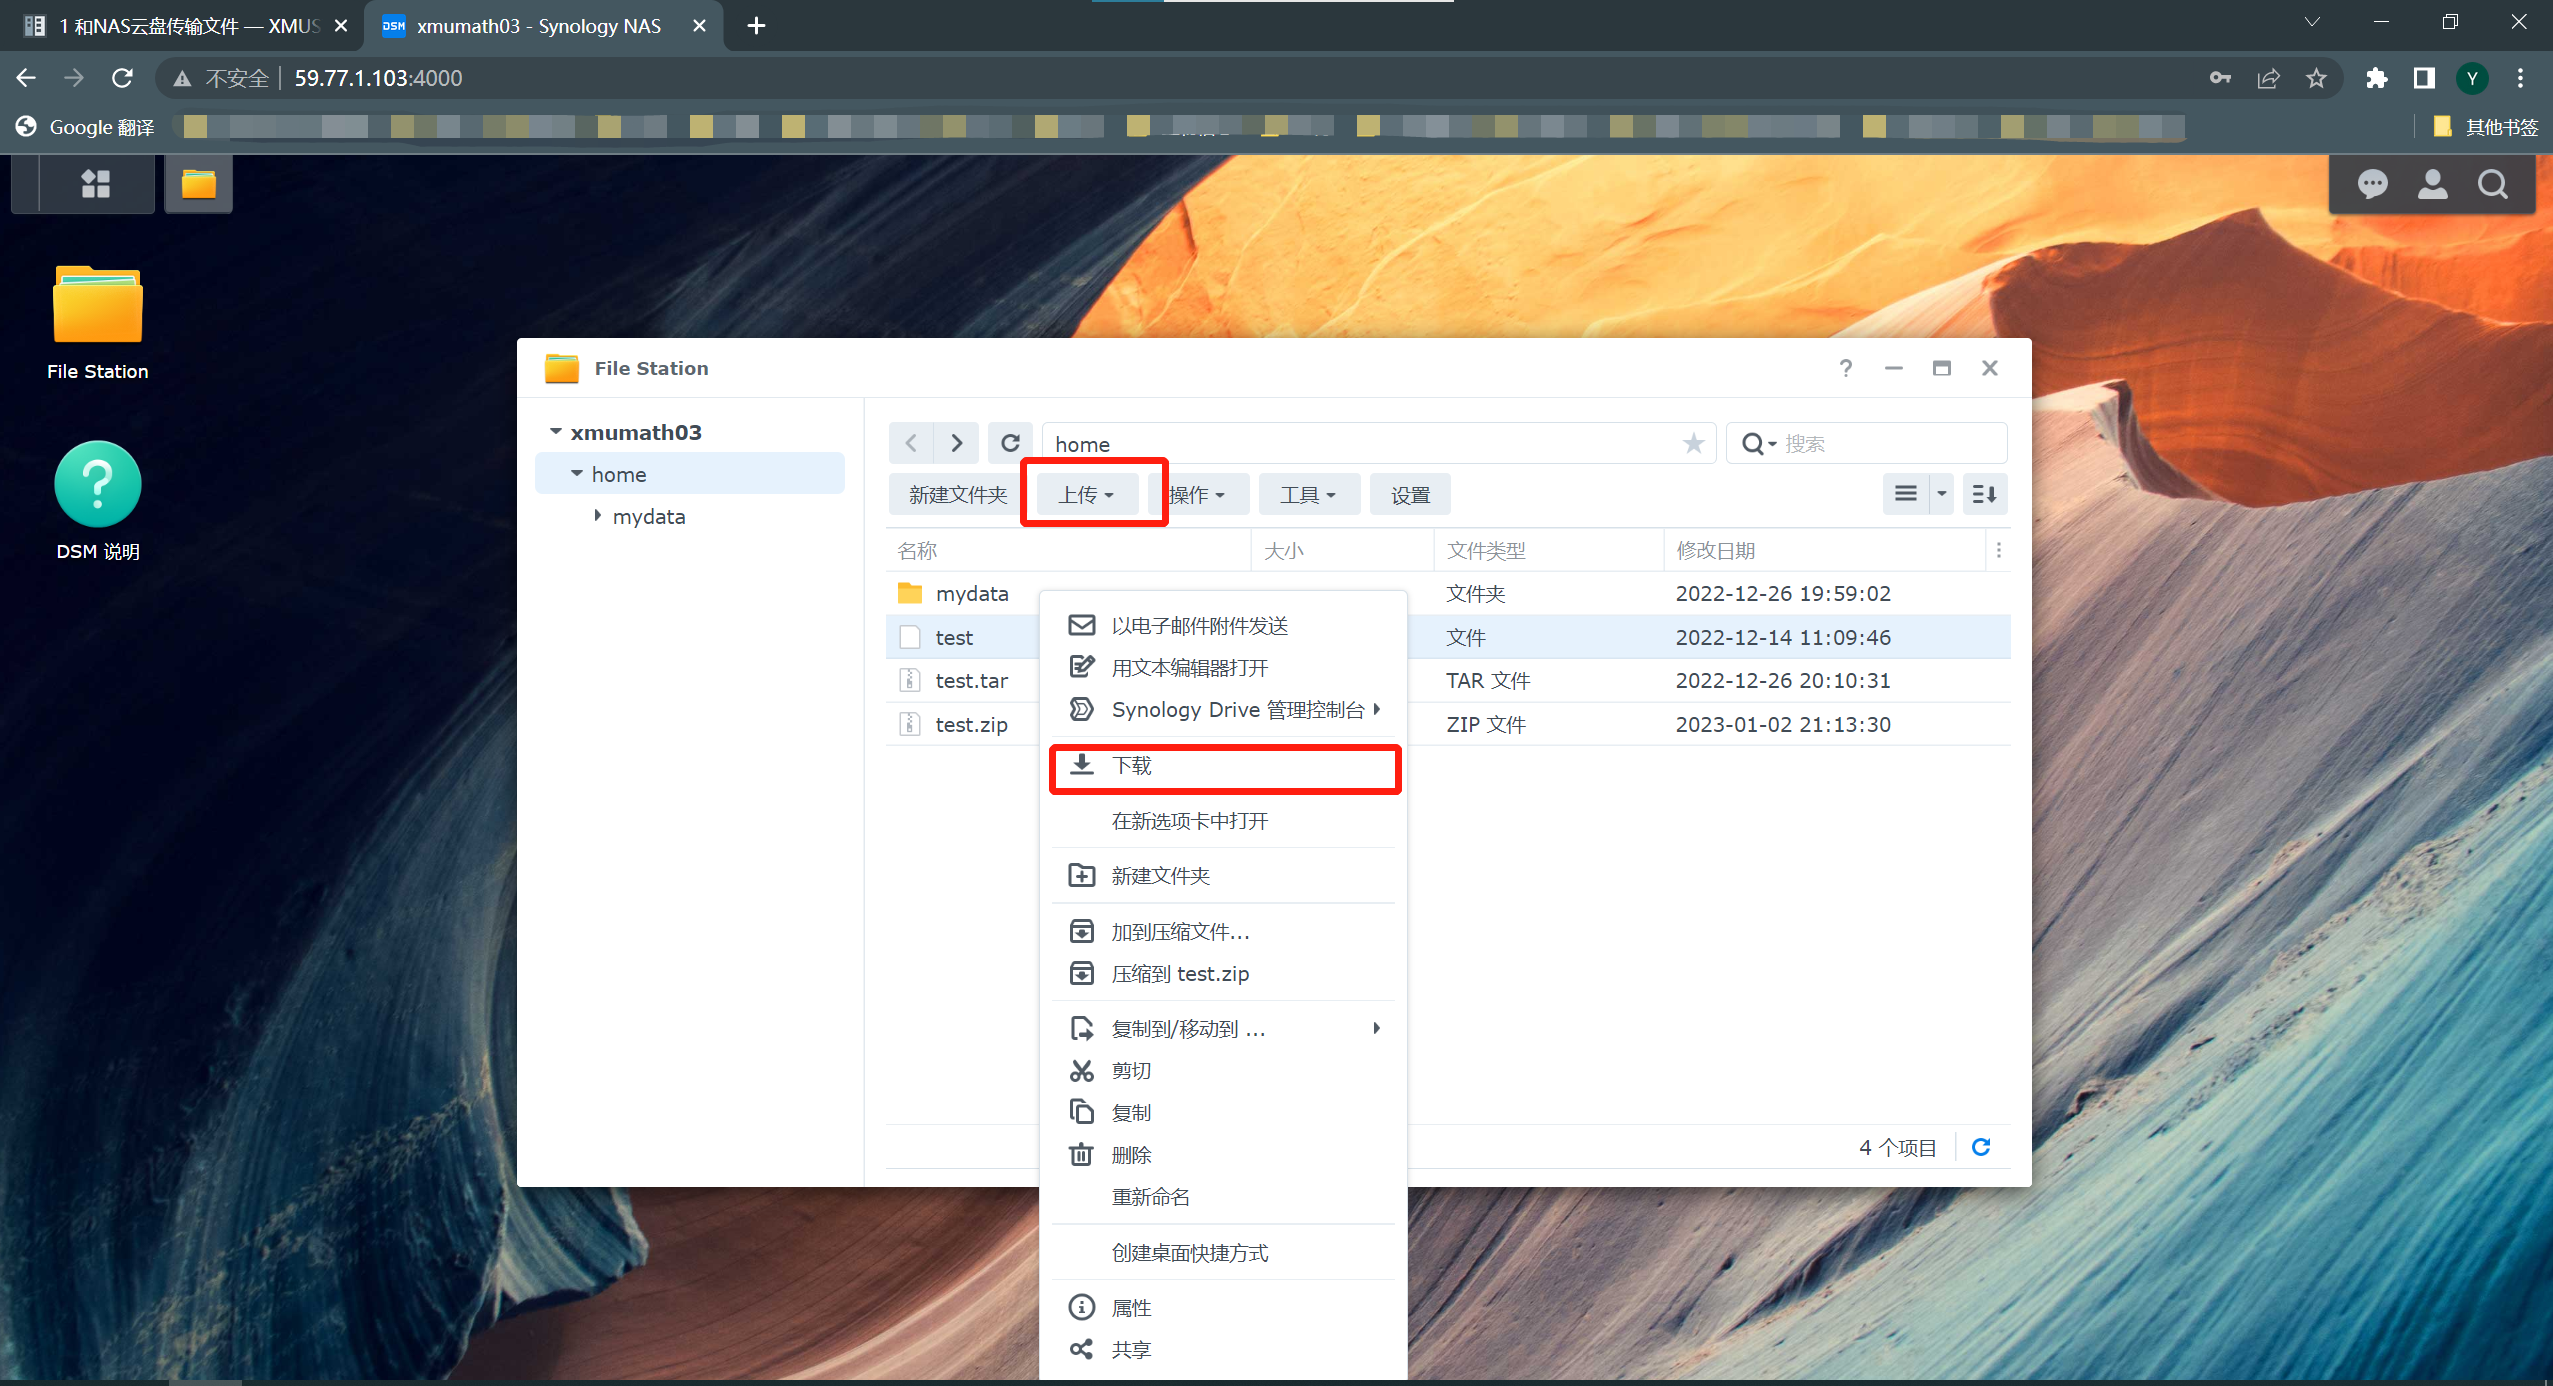 1 和NAS云盘传输文件 — XMUS
DSM xmumath03 - Synology NAS
不安全 59.77.1.103:4000
Y
Google 翻译
其他书签
File Station
DSM 说明
File Station
xmumath03
home
mydata
home
搜索
新建文件夹 上传 操作 工具 设置
名称 大小 文件类型 修改日期
mydata 文件夹 2022-12-26 19:59:02
test 文件 2022-12-14 11:09:46
test.tar TAR 文件 2022-12-26 20:10:31
test.zip ZIP 文件 2023-01-02 21:13:30
以电子邮件附件发送
用文本编辑器打开
Synology Drive 管理控制台
下载
在新选项卡中打开
新建文件夹
加到压缩文件...
压缩到 test.zip
复制到/移动到 ...
剪切
复制
删除
重新命名
创建桌面快捷方式
属性
共享
4 个项目